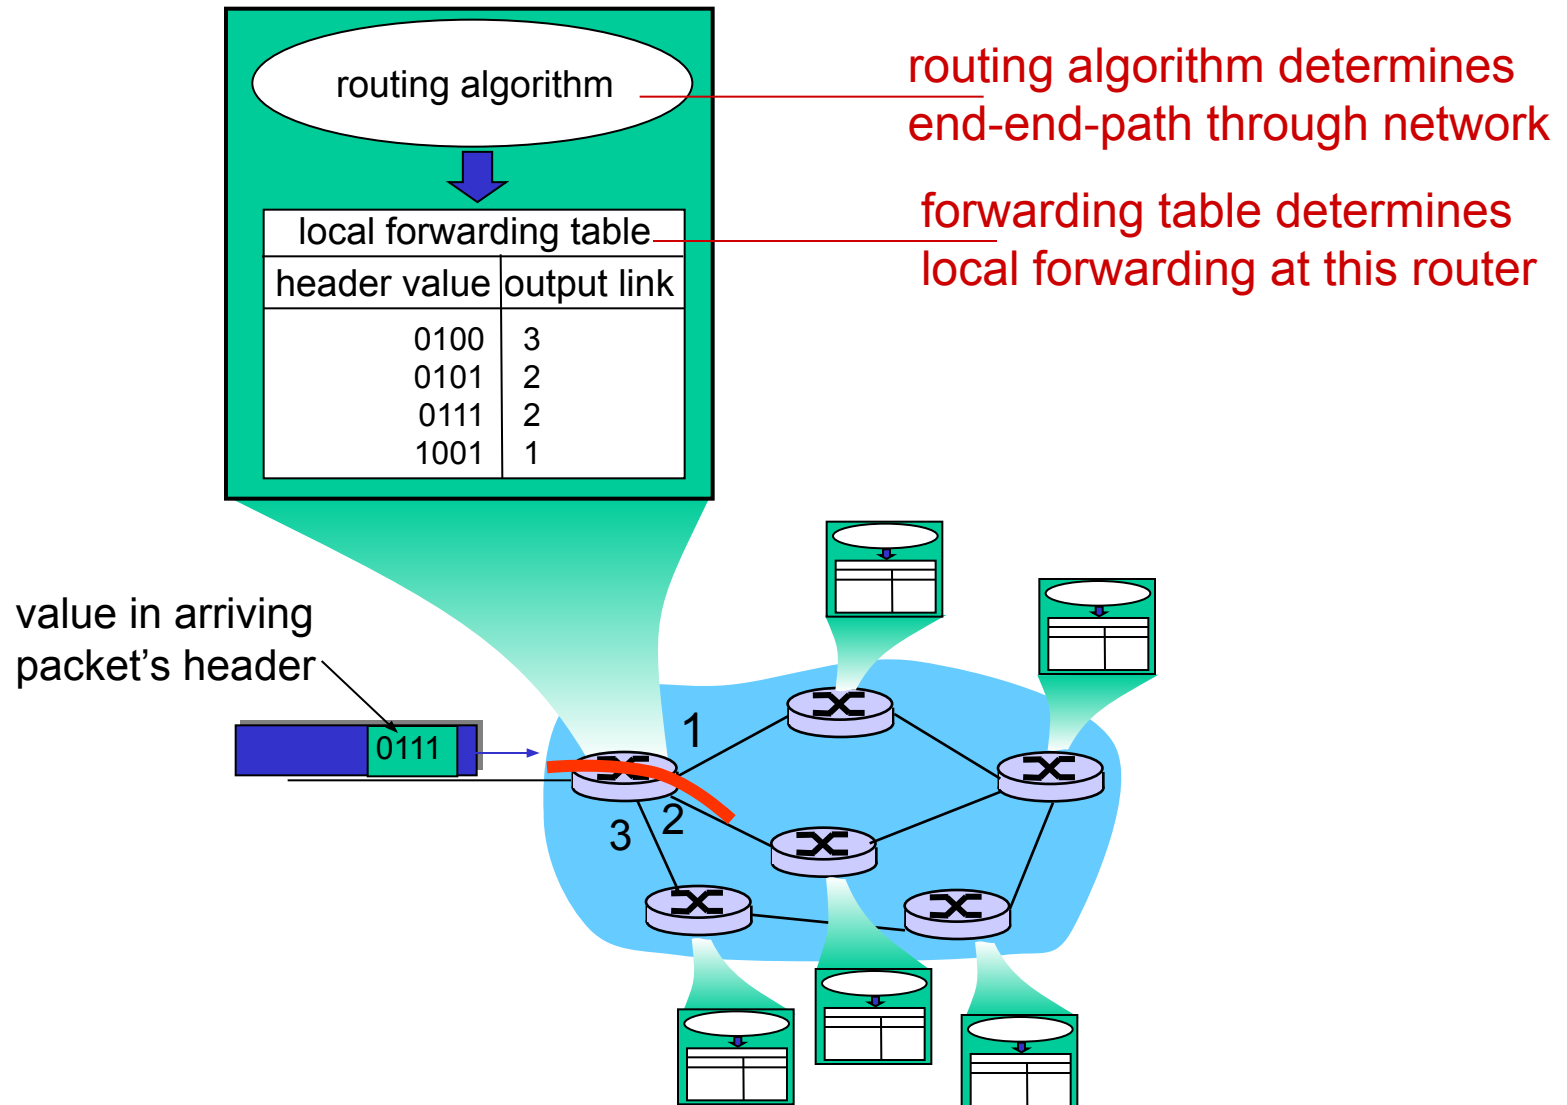 routing algorithm
routing algorithm determines
end-end-path through network
local forwarding table
forwarding table determines
local forwarding at this router
header value output link
0100 3
0101 2
0111 2
1001 1
value in arriving
packet’s header
0111
1
2
3